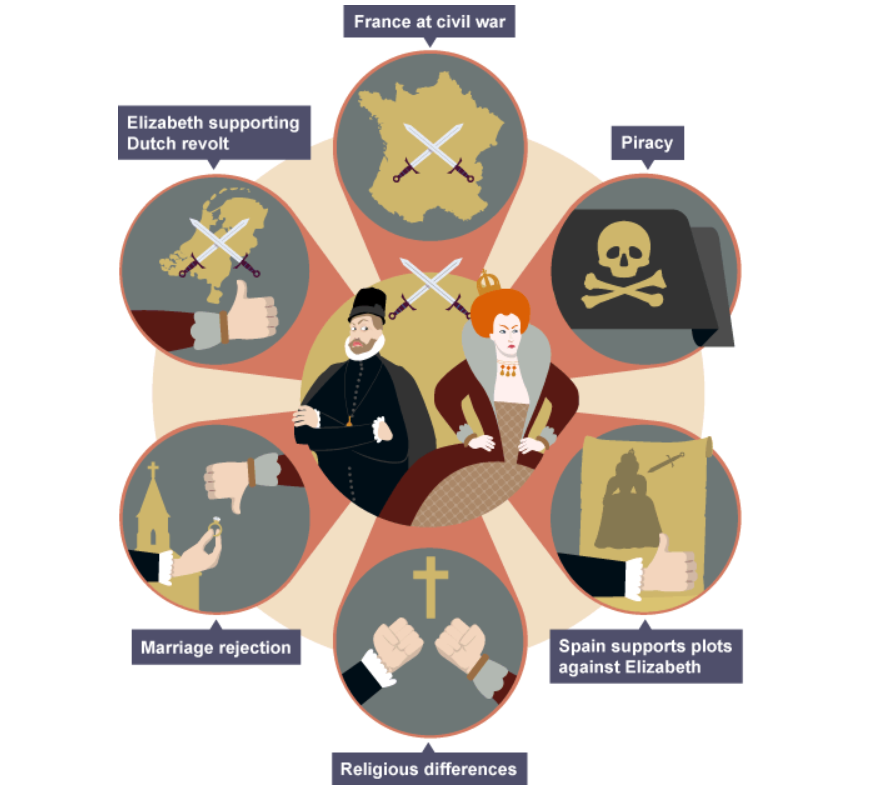 France at civil war
Elizabeth supporting
Dutch revolt
Piracy
Marriage rejection
Spain supports plots
against Elizabeth
Religious differences